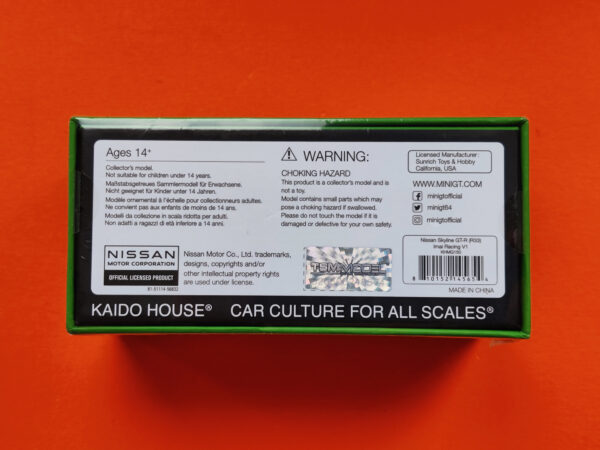 Ages 14+
Collector's model.
Not suitable for children under 14 years.
Maßstabsgetreues Sammlermodell für Erwachsene.
Nicht geeignet für Kinder unter 14 Jahren.
Modèle ornemental à l'échelle pour collectionneurs adultes.
Ne convient pas aux enfants de moins de 14 ans.
Modelli da collezione in scala ridotta per adulti.
Non adatti a ragazzi di età inferiore a 14 anni.
NISSAN
MOTOR CORPORATION
OFFICIAL LICENSED PRODUCT
Nissan Motor Co., Ltd. trademarks,
designs, copyrights and/or
other intellectual property rights
are used under license.
WARNING:
CHOKING HAZARD
This product is a collector's model and is
not a toy.
Model contains small parts which may
pose a choking hazard if swallowed.
Please do not touch the model if it is
damaged or defective for your own safety.
TSM MODEL
Licensed Manufacturer:
Sunrich Toys & Hobby
California, USA
WWW.MINIGT.COM
minigtofficial
minigt64
minigtofficial
Nissan Skyline GT-R (R33)
Imai Racing V1
KHMG130
8 10152 91456 4
MADE IN CHINA
KAIDO HOUSE® CAR CULTURE FOR ALL SCALES®